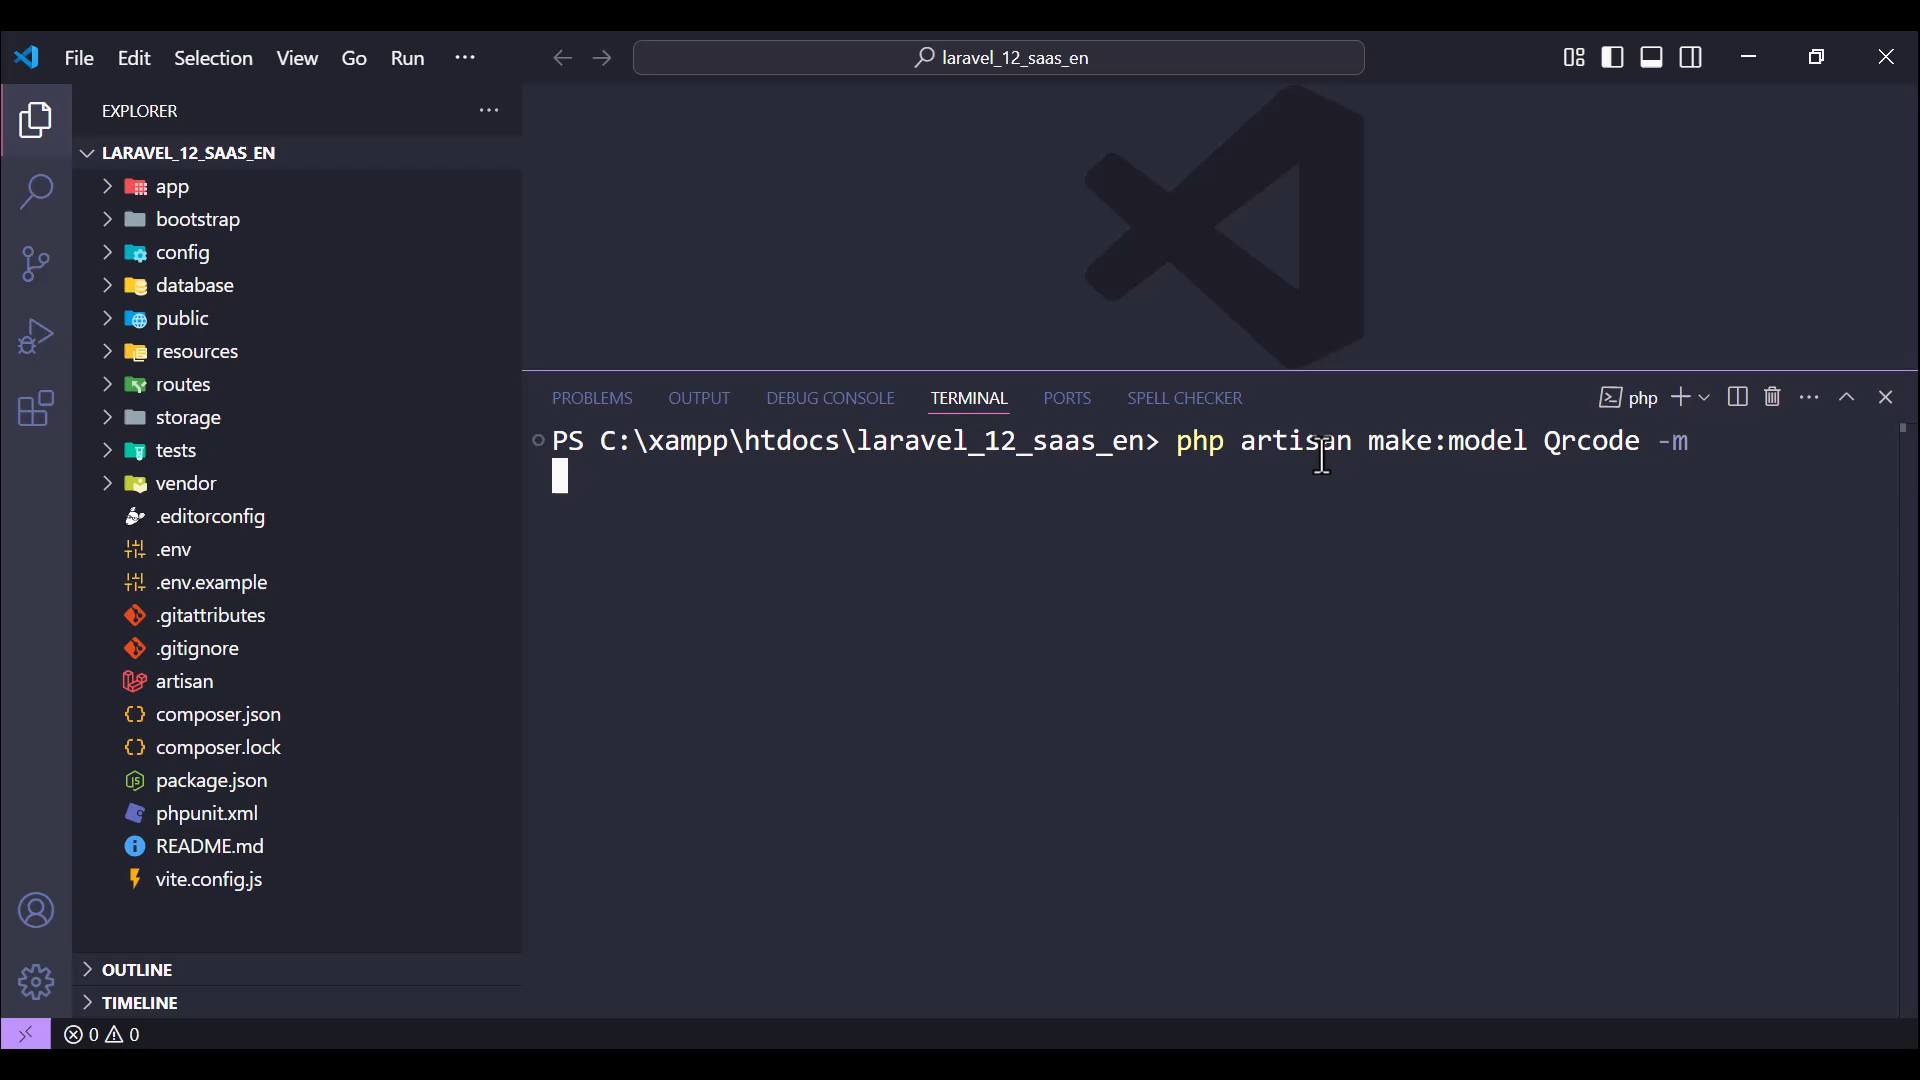 File Edit Selection View Go Run ···
laravel_12_saas_en
EXPLORER
LARAVEL_12_SAAS_EN
app
bootstrap
config
database
public
resources
routes
storage
tests
vendor
.editorconfig
.env
.env.example
.gitattributes
.gitignore
artisan
composer.json
composer.lock
package.json
phpunit.xml
README.md
vite.config.js
OUTLINE
TIMELINE
PROBLEMS OUTPUT DEBUG CONSOLE TERMINAL PORTS SPELL CHECKER
php
PS C:\xampp\htdocs\laravel_12_saas_en> php artisan make:model Qrcode -m
0 0